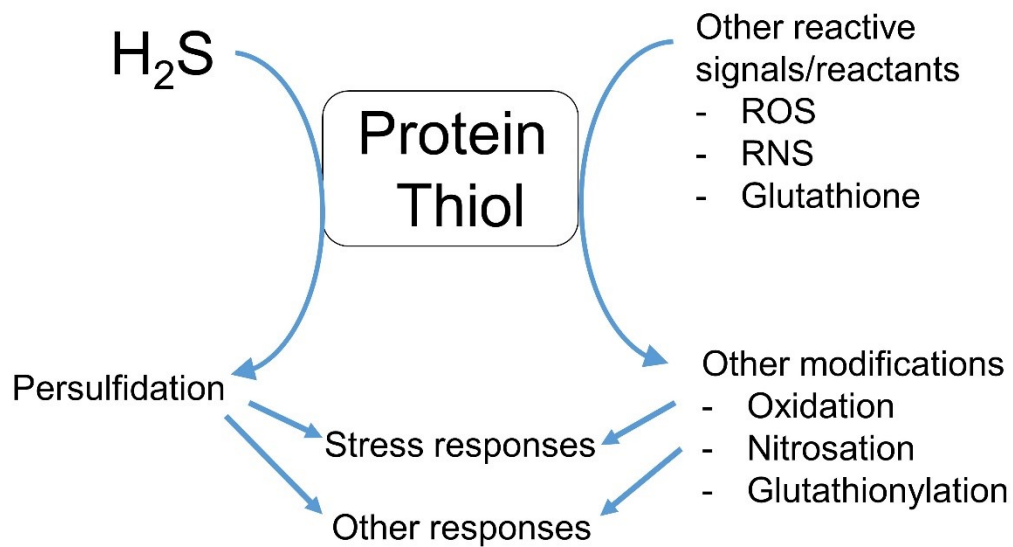 H₂S
Protein
Thiol
Other reactive
signals/reactants
- ROS
- RNS
- Glutathione
Persulfidation
Other modifications
- Oxidation
- Nitrosation
- Glutathionylation
Stress responses
Other responses